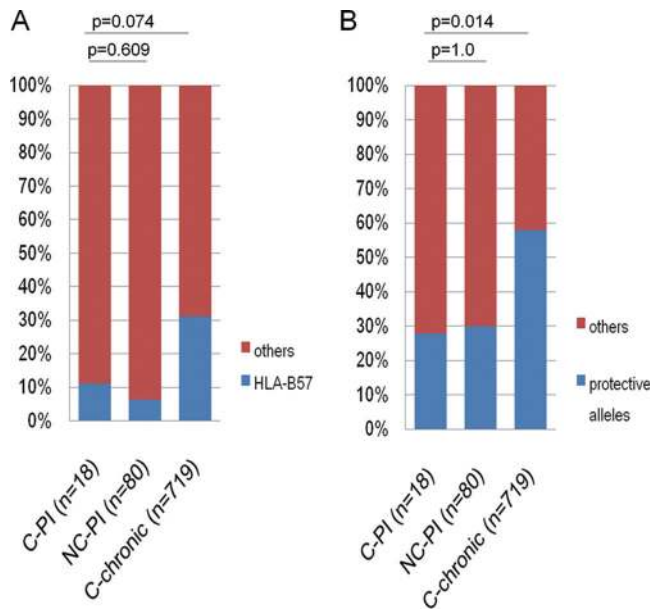 A
p=0.074
p=0.609
100%
90%
80%
70%
60%
50%
40%
30%
20%
10%
0%
others
HLA-B57
C-PI (n=18)
NC-PI (n=80)
C-chronic (n=719)
B
p=0.014
p=1.0
100%
90%
80%
70%
60%
50%
40%
30%
20%
10%
0%
others
protective
alleles
C-PI (n=18)
NC-PI (n=80)
C-chronic (n=719)